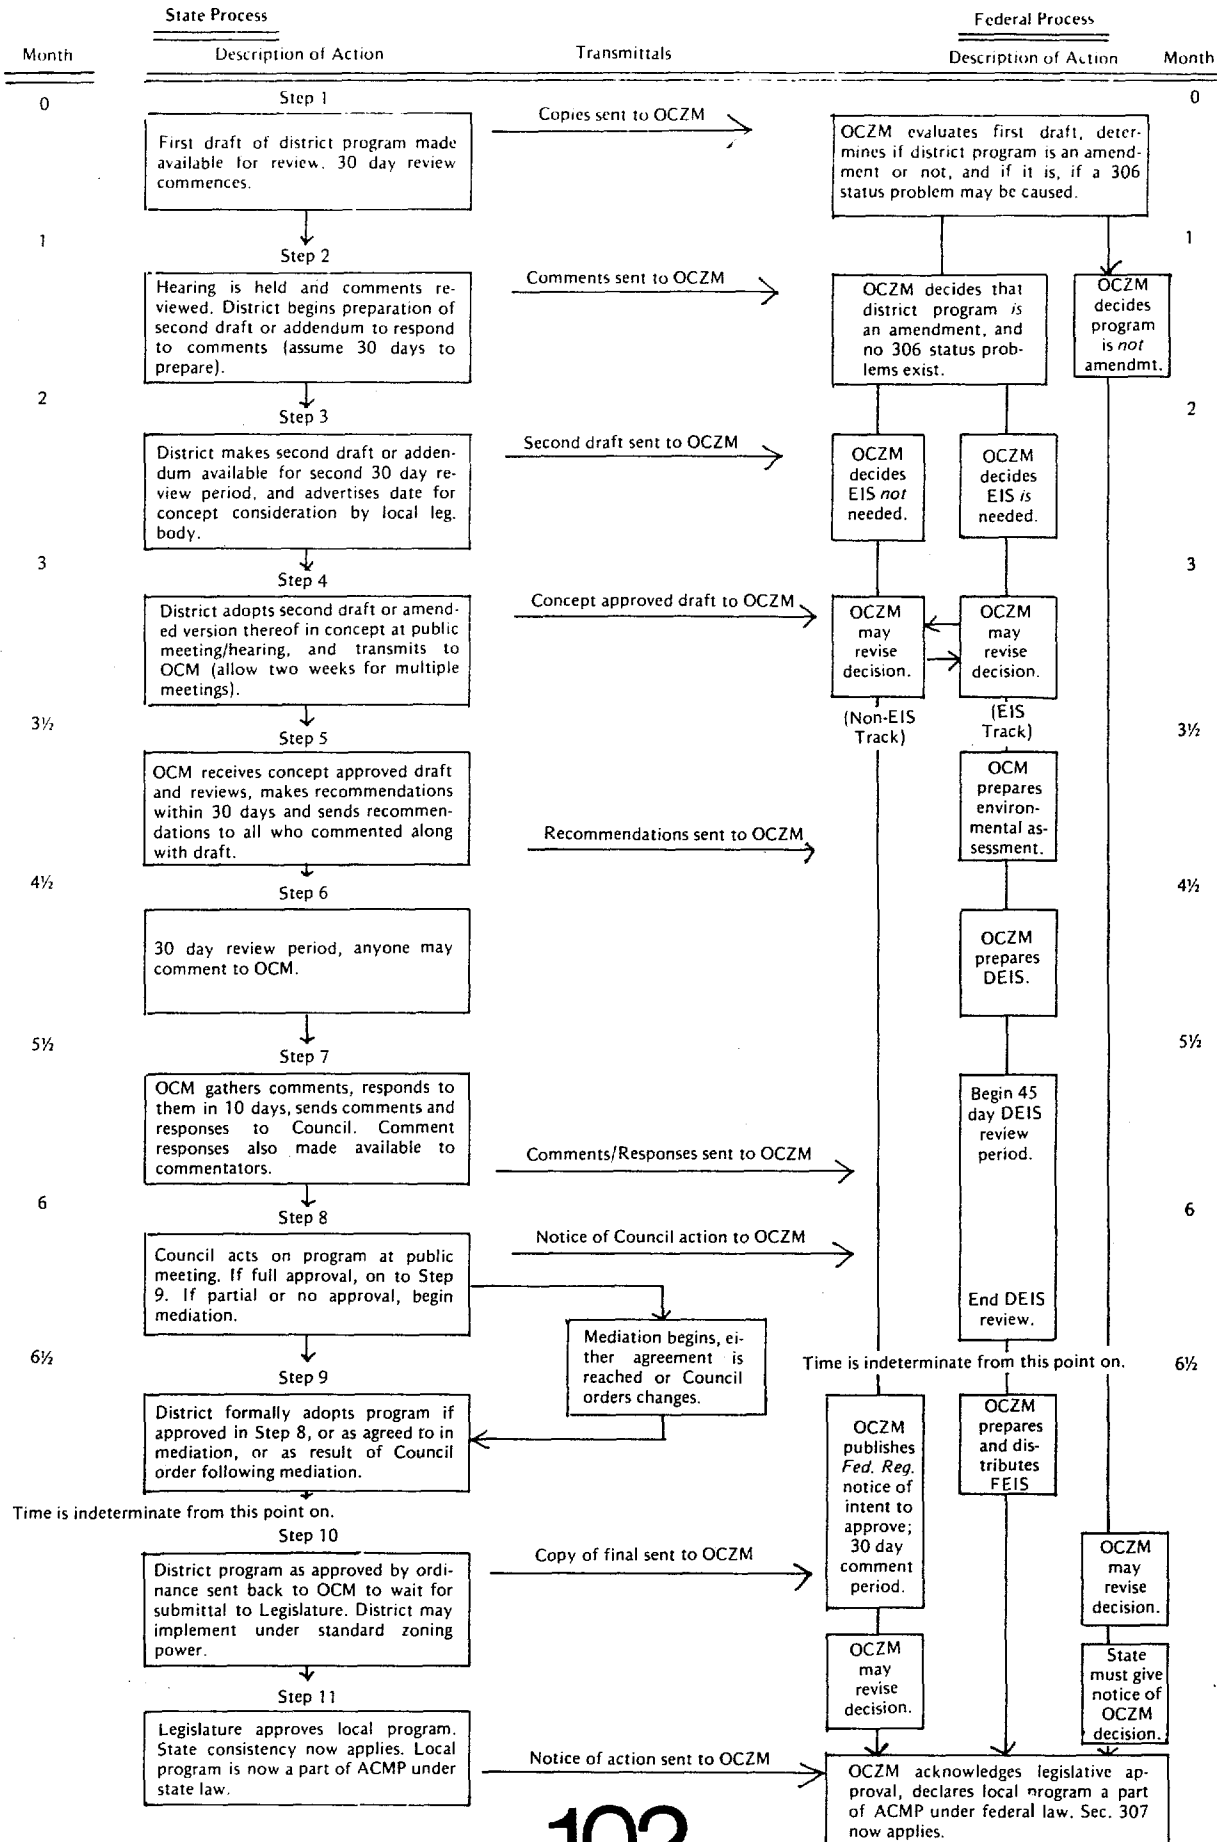 State Process
Federal Process
Month
Description of Action
Transmittals
Description of Action
Month
0
Step 1
Copies sent to OCZM
0
First draft of district program made
available for review. 30 day review
commences.
OCZM evaluates first draft, deter-
mines if district program is an amend-
ment or not, and if it is, if a 306
status problem may be caused.
1
1
Step 2
Hearing is held and comments re-
viewed. District begins preparation of
second draft or addendum to respond
to comments (assume 30 days to
prepare).
Comments sent to OCZM
OCZM decides that
district program is
an amendment, and
no 306 status prob-
lems exist.
OCZM
decides
program
is not
amendmt.
2
2
Step 3
District makes second draft or adden-
dum available for second 30 day re-
view period, and advertises date for
concept consideration by local leg.
body.
Second draft sent to OCZM
OCZM
decides
EIS not
needed.
OCZM
decides
EIS is
needed.
3
3
Step 4
District adopts second draft or amend-
ed version thereof in concept at public
meeting/hearing, and transmits to
OCM (allow two weeks for multiple
meetings).
Concept approved draft to OCZM
OCZM
may
revise
decision.
OCZM
may
revise
decision.
(Non-EIS
Track)
(EIS
Track)
3½
3½
Step 5
OCM receives concept approved draft
and reviews, makes recommendations
within 30 days and sends recommen-
dations to all who commented along
with draft.
Recommendations sent to OCZM
OCM
prepares
environ-
mental as-
sessment.
4½
4½
Step 6
30 day review period, anyone may
comment to OCM.
OCZM
prepares
DEIS.
5½
5½
Step 7
OCM gathers comments, responds to
them in 10 days, sends comments and
responses to Council. Comment
responses also made available to
commentators.
Comments/Responses sent to OCZM
Begin 45
day DEIS
review
period.
6
6
Step 8
Notice of Council action to OCZM
Council acts on program at public
meeting. If full approval, on to Step
9. If partial or no approval, begin
mediation.
End DEIS
review.
Mediation begins, ei-
ther agreement is
reached or Council
orders changes.
6½
Time is indeterminate from this point on.
6½
Step 9
District formally adopts program if
approved in Step 8, or as agreed to in
mediation, or as result of Council
order following mediation.
OCZM
publishes
Fed. Reg.
notice of
intent to
approve;
30 day
comment
period.
OCZM
prepares
and dis-
tributes
FEIS
Time is indeterminate from this point on.
Step 10
District program as approved by ordi-
nance sent back to OCM to wait for
submittal to Legislature. District may
implement under standard zoning
power.
Copy of final sent to OCZM
OCZM
may
revise
decision.
OCZM
may
revise
decision.
State
must give
notice of
OCZM
decision.
Step 11
Legislature approves local program.
State consistency now applies. Local
program is now a part of ACMP under
state law.
Notice of action sent to OCZM
OCZM acknowledges legislative ap-
proval, declares local program a part
of ACMP under federal law. Sec. 307
now applies.
102